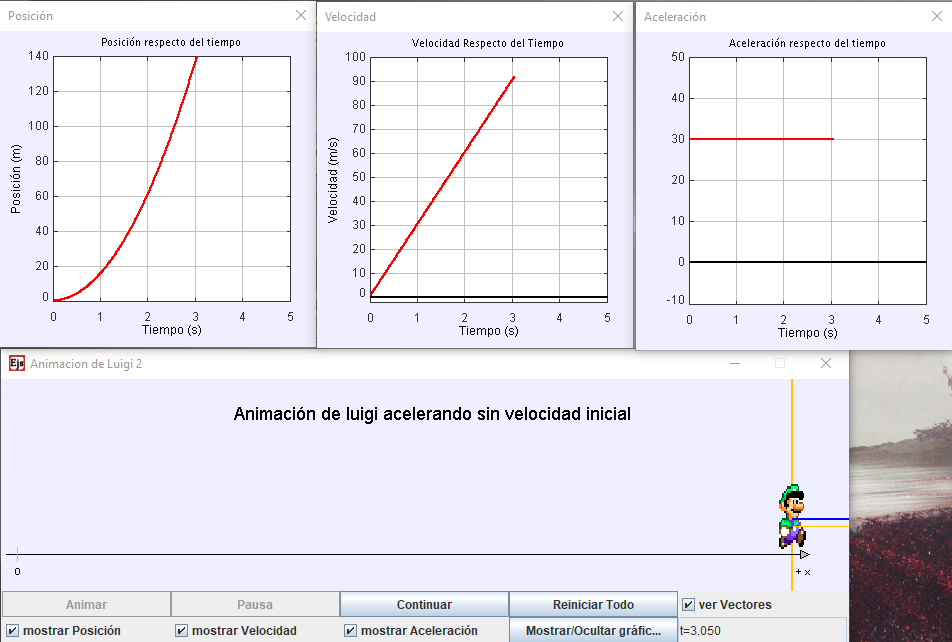 Posición
Posición respecto del tiempo
140
120
100
80
60
40
20
0
Posición (m)
0 1 2 3 4 5
Tiempo (s)
Velocidad
Velocidad Respecto del Tiempo
100
90
80
70
60
50
40
30
20
10
0
Velocidad (m/s)
0 1 2 3 4 5
Tiempo (s)
Aceleración
Aceleración respecto del tiempo
50
40
30
20
10
0
-10
0 1 2 3 4 5
Tiempo (s)
Ejs Animacion de Luigi 2
Animación de luigi acelerando sin velocidad inicial
0
+ x
Animar Pausa Continuar Reiniciar Todo ver Vectores
mostrar Posición mostrar Velocidad mostrar Aceleración Mostrar/Ocultar gráfic... t=3.050